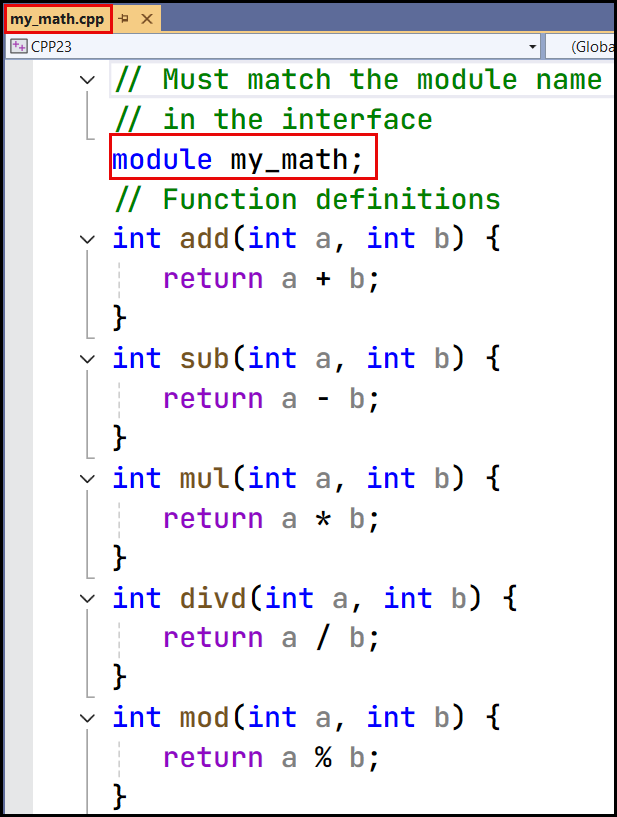 my_math.cpp
CPP23
// Must match the module name
// in the interface
module my_math;
// Function definitions
int add(int a, int b) {
return a + b;
}
int sub(int a, int b) {
return a - b;
}
int mul(int a, int b) {
return a * b;
}
int divd(int a, int b) {
return a / b;
}
int mod(int a, int b) {
return a % b;
}